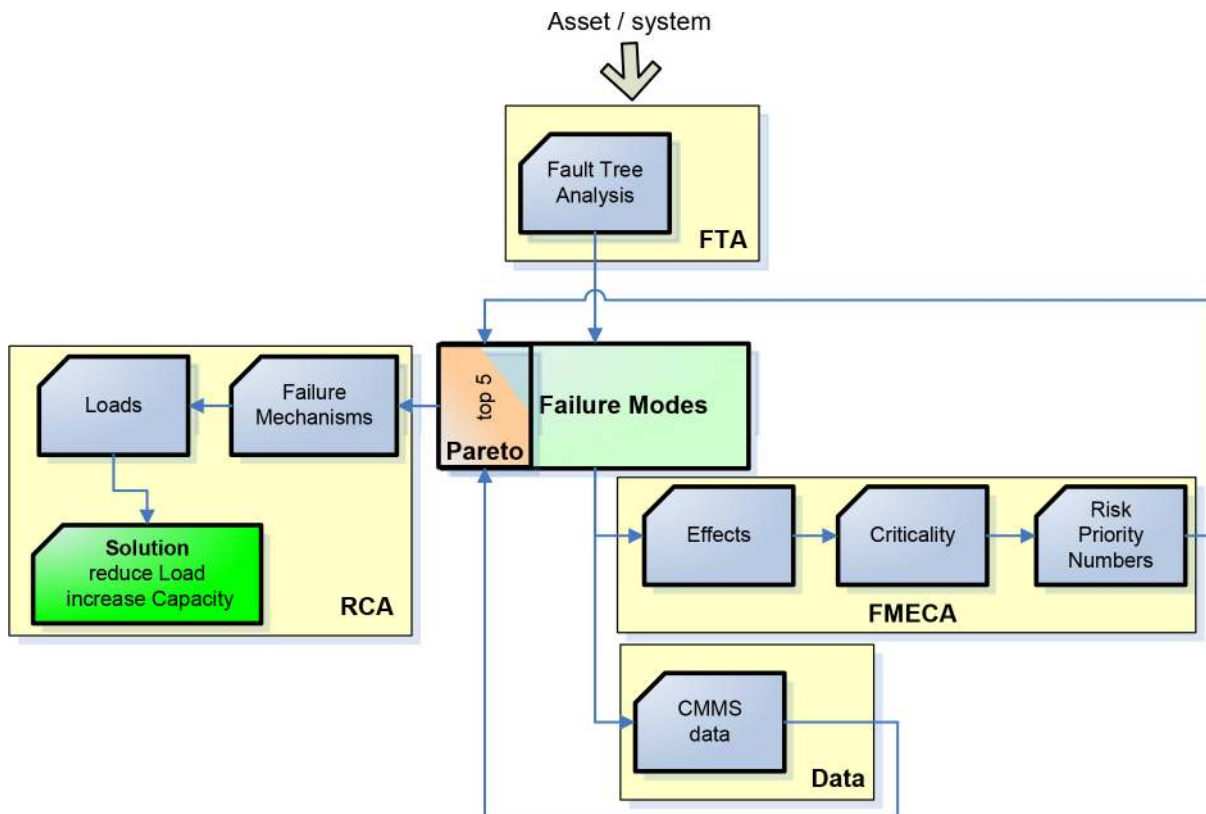 Asset / system
Fault Tree
Analysis
FTA
top 5
Pareto
Failure Modes
Loads
Failure
Mechanisms
Solution
reduce Load
increase Capacity
RCA
Effects
Criticality
Risk
Priority
Numbers
FMECA
CMMS
data
Data